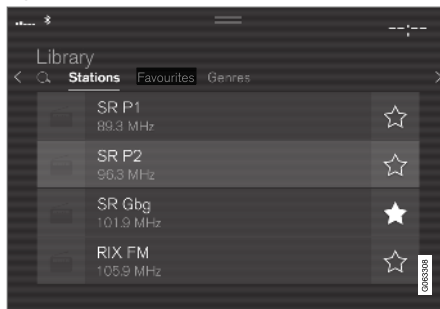 --:--
Library
Stations Favourites Genres
SR P1
89.3 MHz
SR P2
96.3 MHz
SR Gbg
101.9 MHz
RIX FM
105.9 MHz
G063308